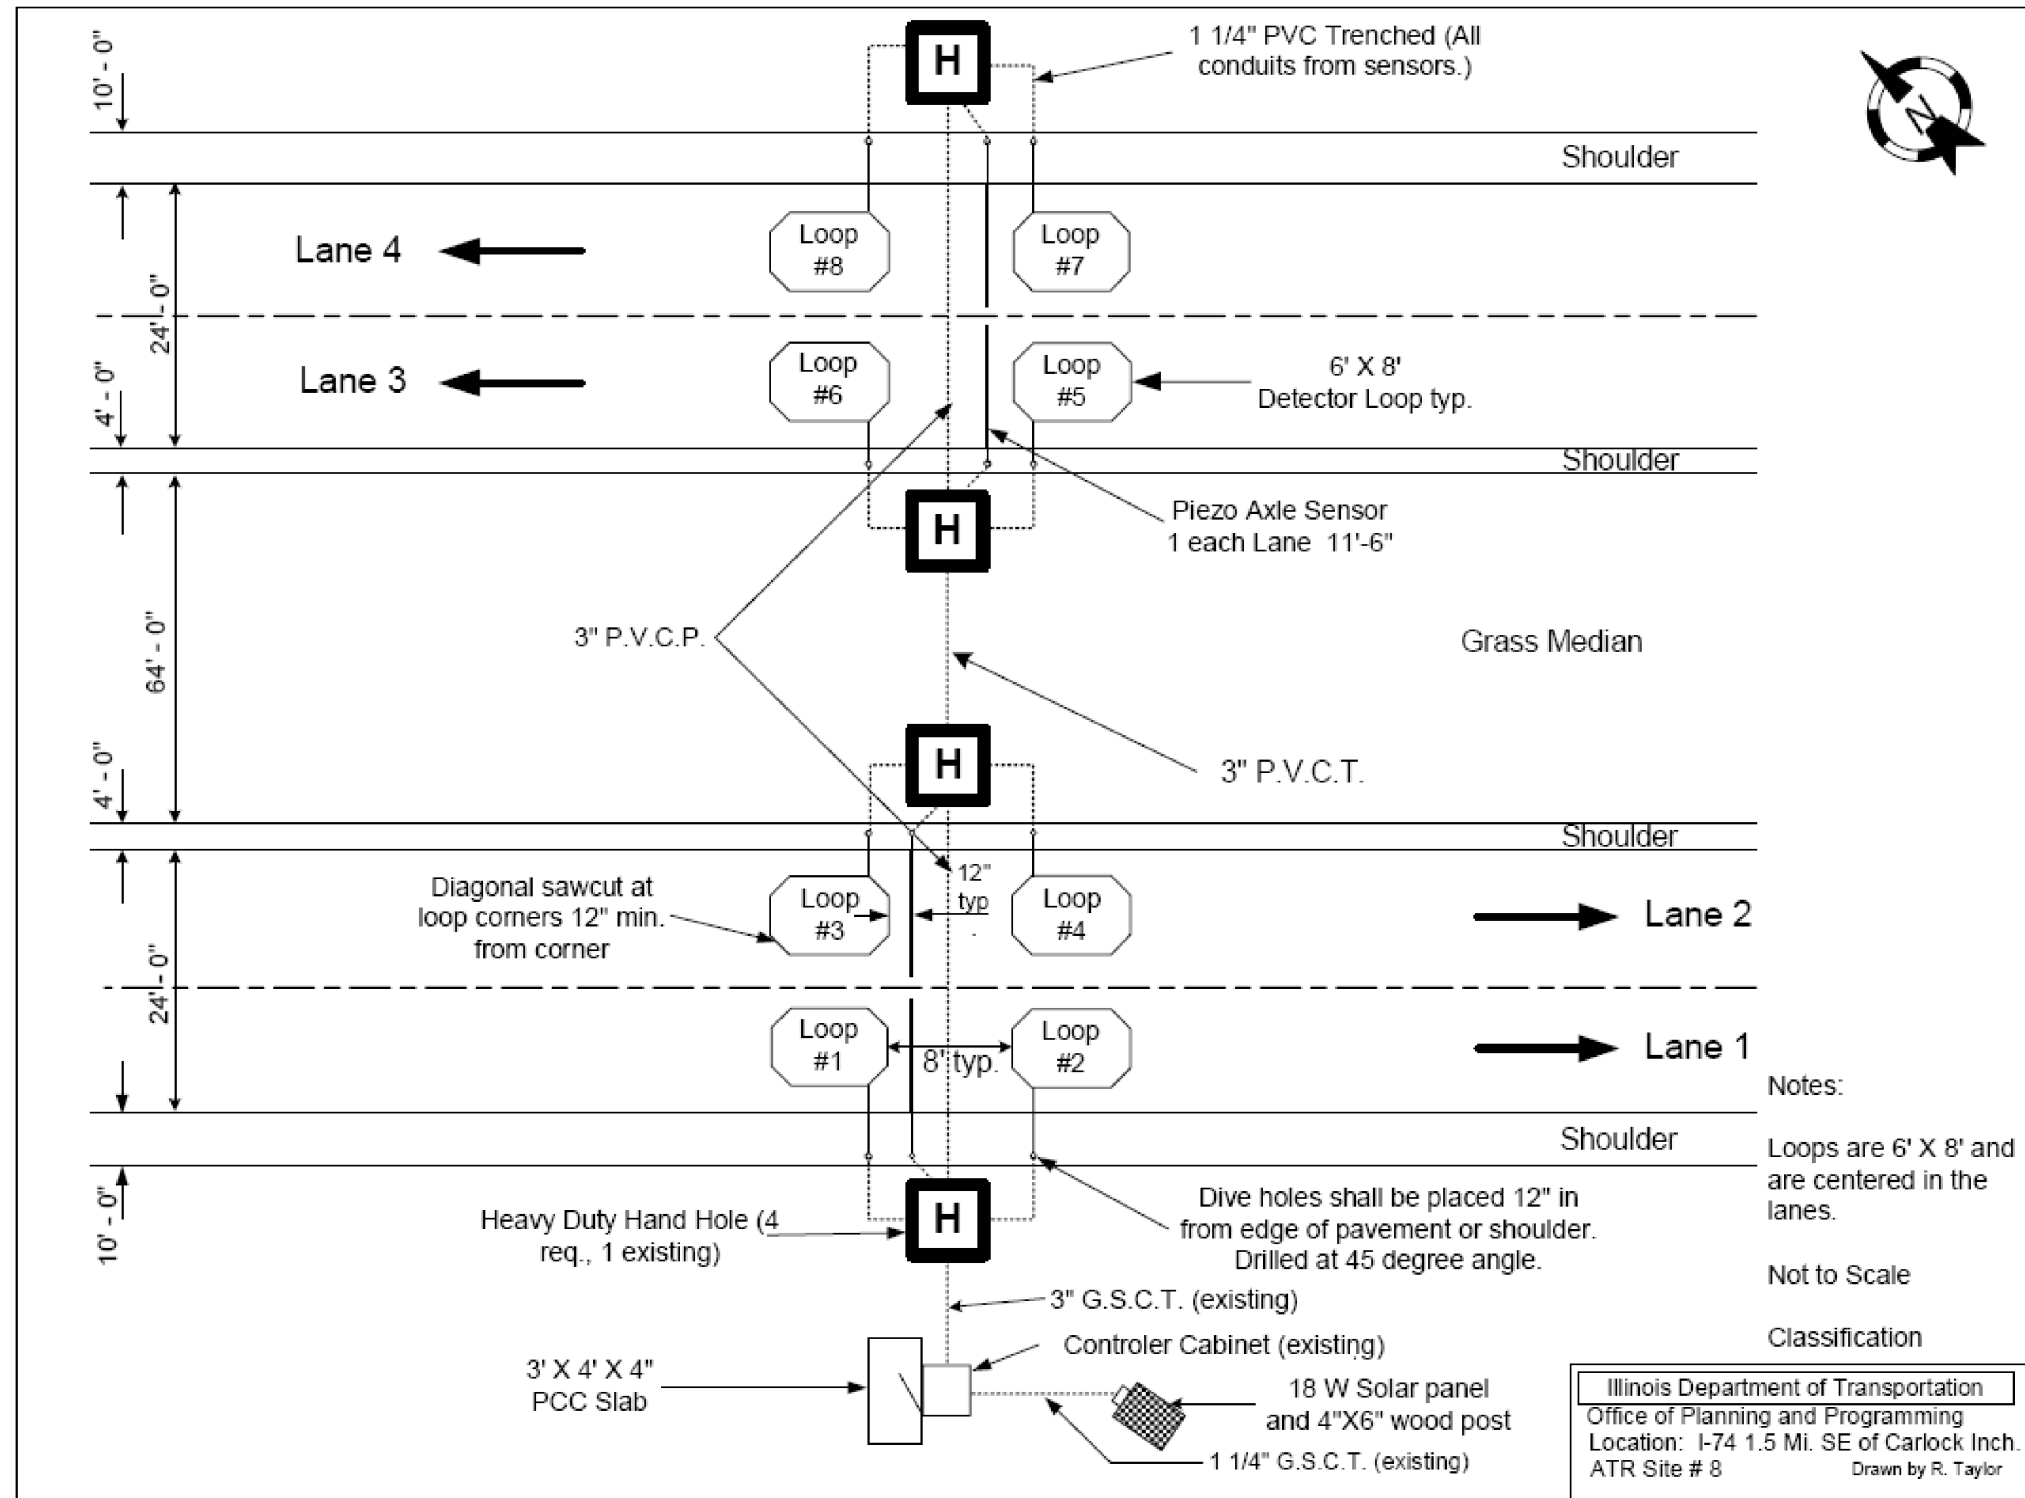 1 1/4" PVC Trenched (All
conduits from sensors.)
10' - 0"
H
N
Shoulder
Lane 4
Loop
#8
Loop
#7
24' - 0"
Lane 3
Loop
#6
Loop
#5
6' X 8'
Detector Loop typ.
4' - 0"
Shoulder
H
Piezo Axle Sensor
1 each Lane 11'-6"
3" P.V.C.P.
Grass Median
64' - 0"
H
3" P.V.C.T.
4' - 0"
Shoulder
12"
typ
.
Diagonal sawcut at
loop corners 12" min.
from corner
Loop
#3
Loop
#4
Lane 2
24' - 0"
Loop
#1
8' typ.
Loop
#2
Lane 1
Notes:
Shoulder
Loops are 6' X 8' and
are centered in the
lanes.
10' - 0"
Heavy Duty Hand Hole (4
req., 1 existing)
H
Dive holes shall be placed 12" in
from edge of pavement or shoulder.
Drilled at 45 degree angle.
Not to Scale
3" G.S.C.T. (existing)
Controler Cabinet (existing)
Classification
3' X 4' X 4"
PCC Slab
18 W Solar panel
and 4"X6" wood post
1 1/4" G.S.C.T. (existing)
Illinois Department of Transportation
Office of Planning and Programming
Location: I-74 1.5 Mi. SE of Carlock Inch.
ATR Site # 8
Drawn by R. Taylor